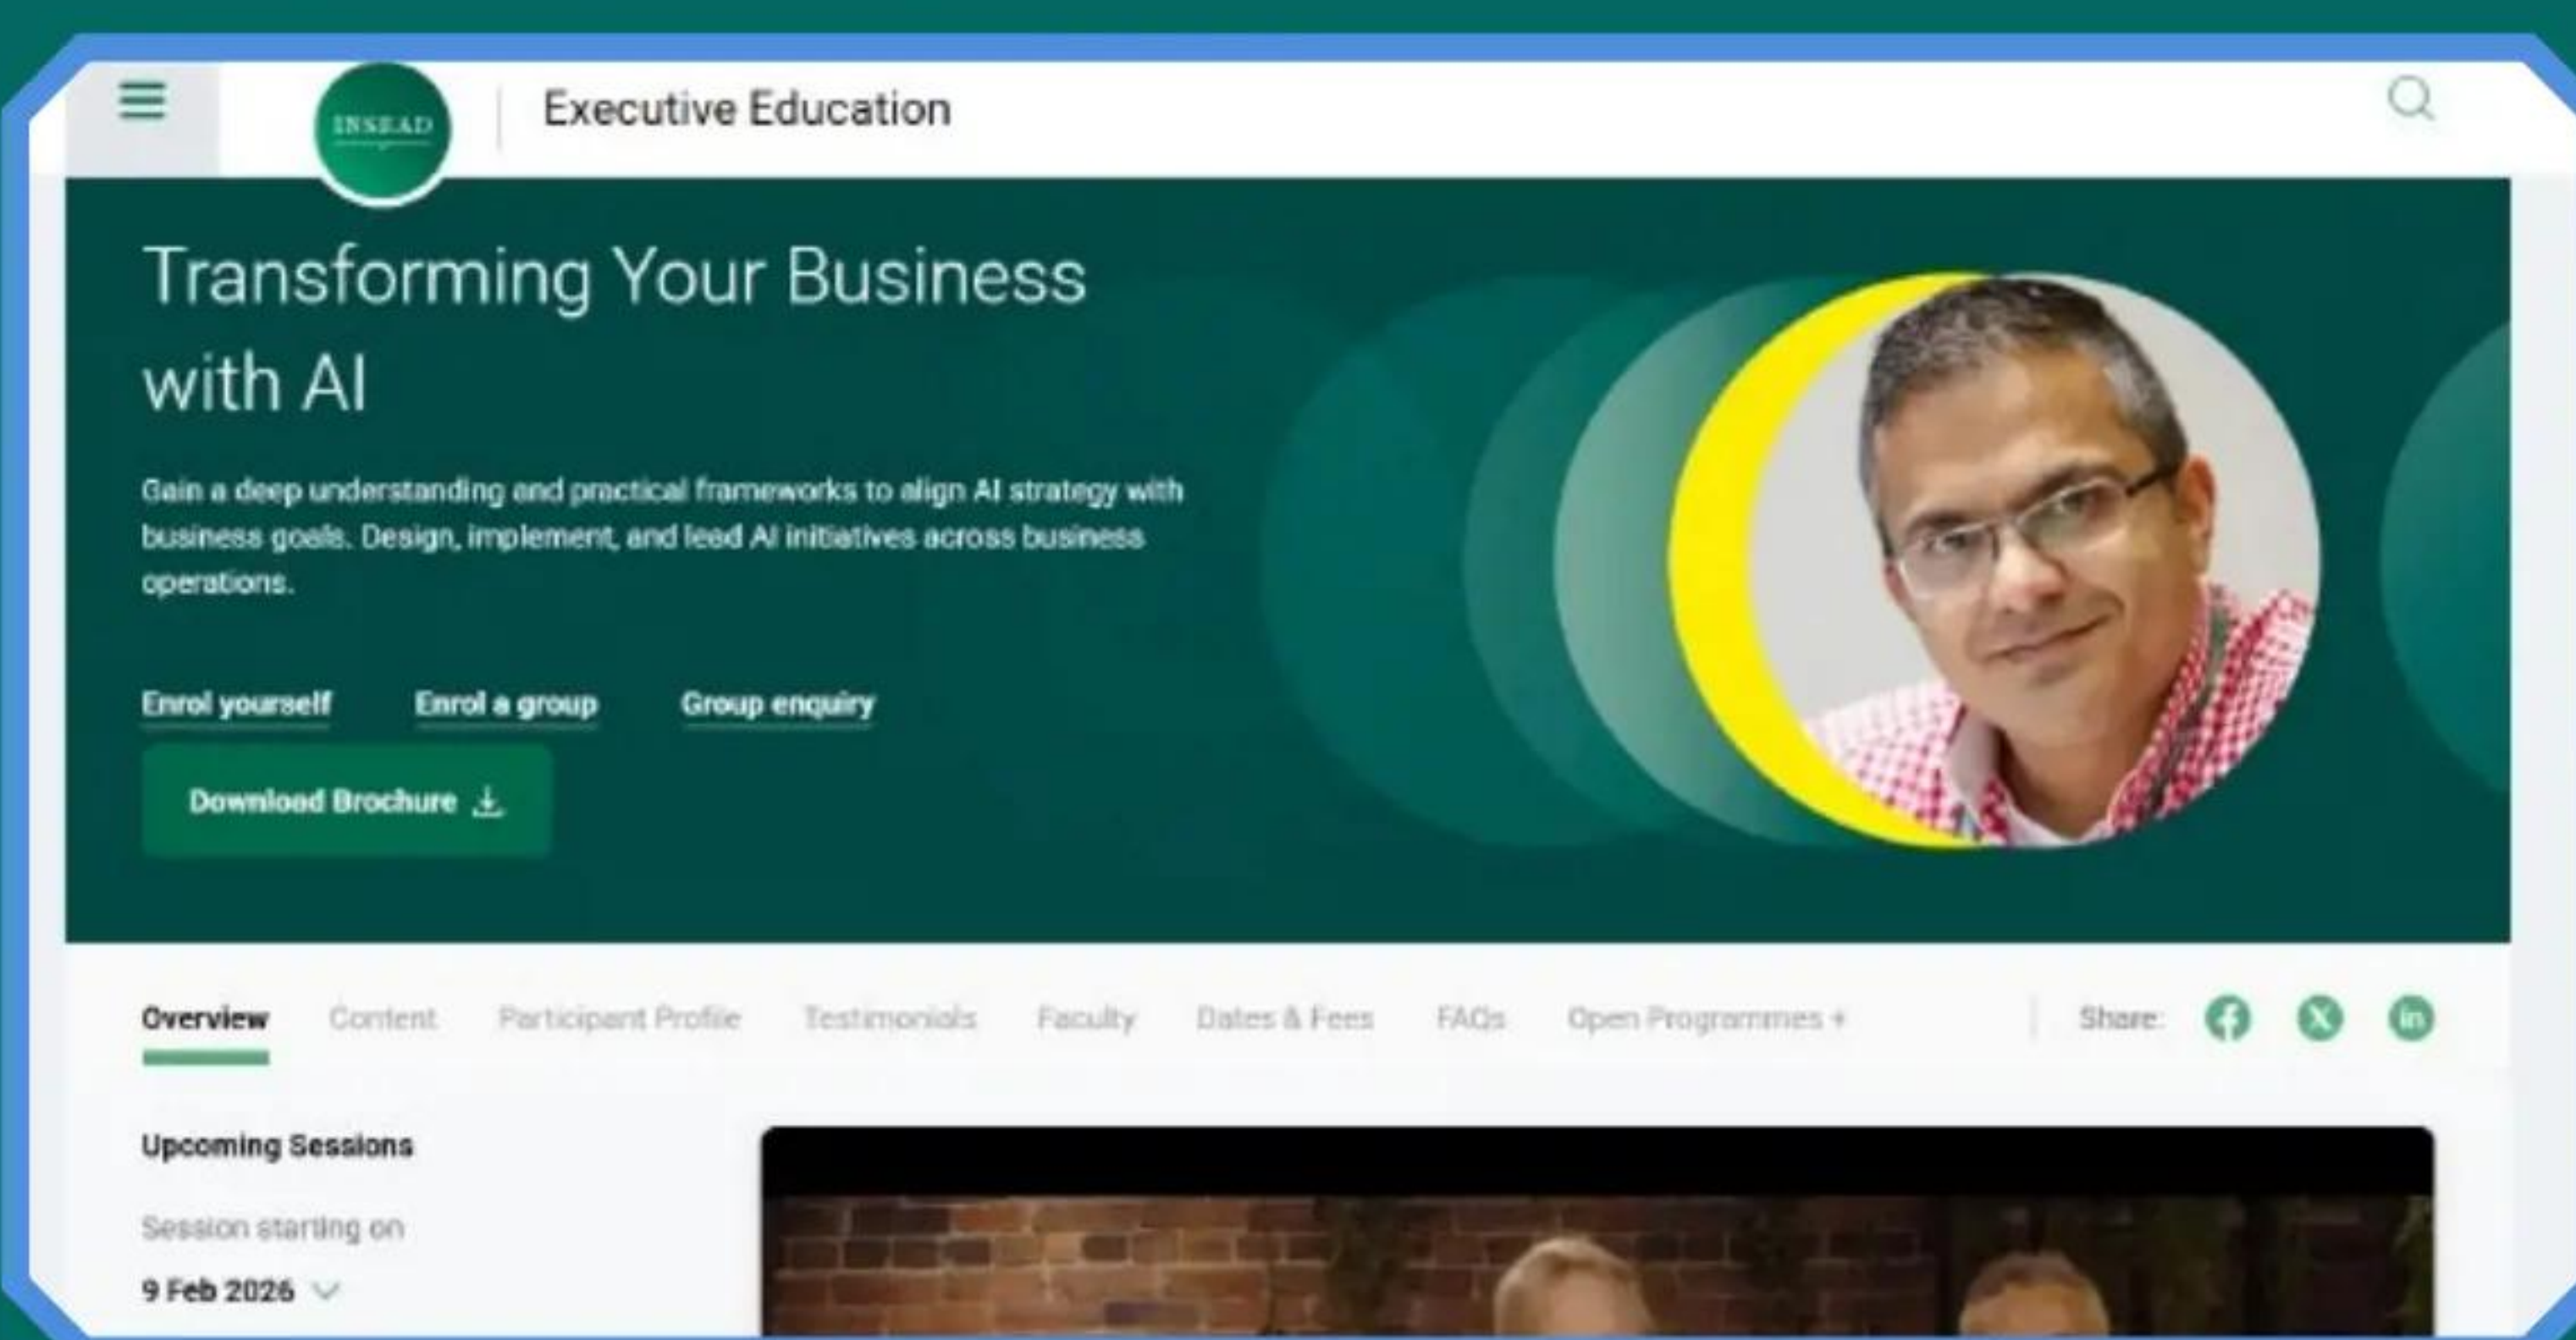 INSEAD
Executive Education
Transforming Your Business
with AI
Gain a deep understanding and practical frameworks to align AI strategy with
business goals. Design, implement, and lead AI initiatives across business
operations.
Enrol yourself Enrol a group Group enquiry
Download Brochure
Overview Content Participant Profile Testimonials Faculty Dates & Fees FAQs Open Programmes + Share:
Upcoming Sessions
Session starting on
9 Feb 2026